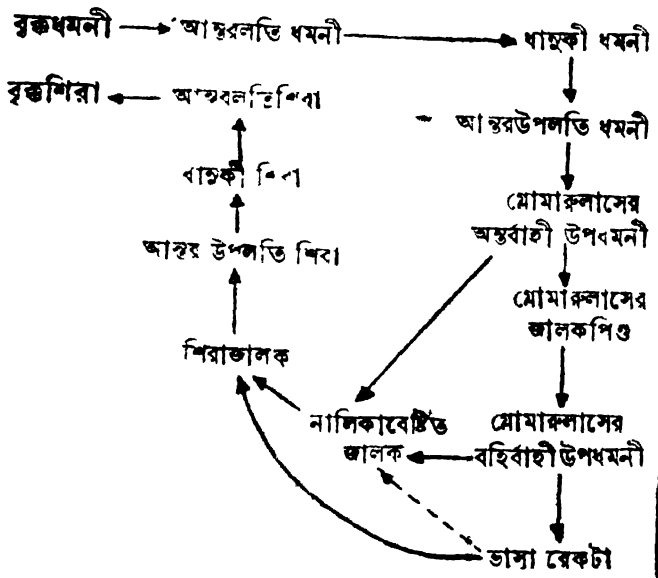 বৃক্কধমনী আন্তরলতি ধমনী ধানুকী ধমনী
বৃক্কশিরা আন্তরলতি শিরা
আন্তরউপলতি ধমনী
ধানুকী শিরা
গ্লোমারুলাসের
অন্তর্বাহী উপধমনী
আন্তর উপলতি শিরা
গ্লোমারুলাসের
জালকপিণ্ড
শিরাজালক
নালিকাবেষ্টিত
জালক
গ্লোমারুলাসের
বহির্বাহী উপধমনী
ভাসা রেকটা